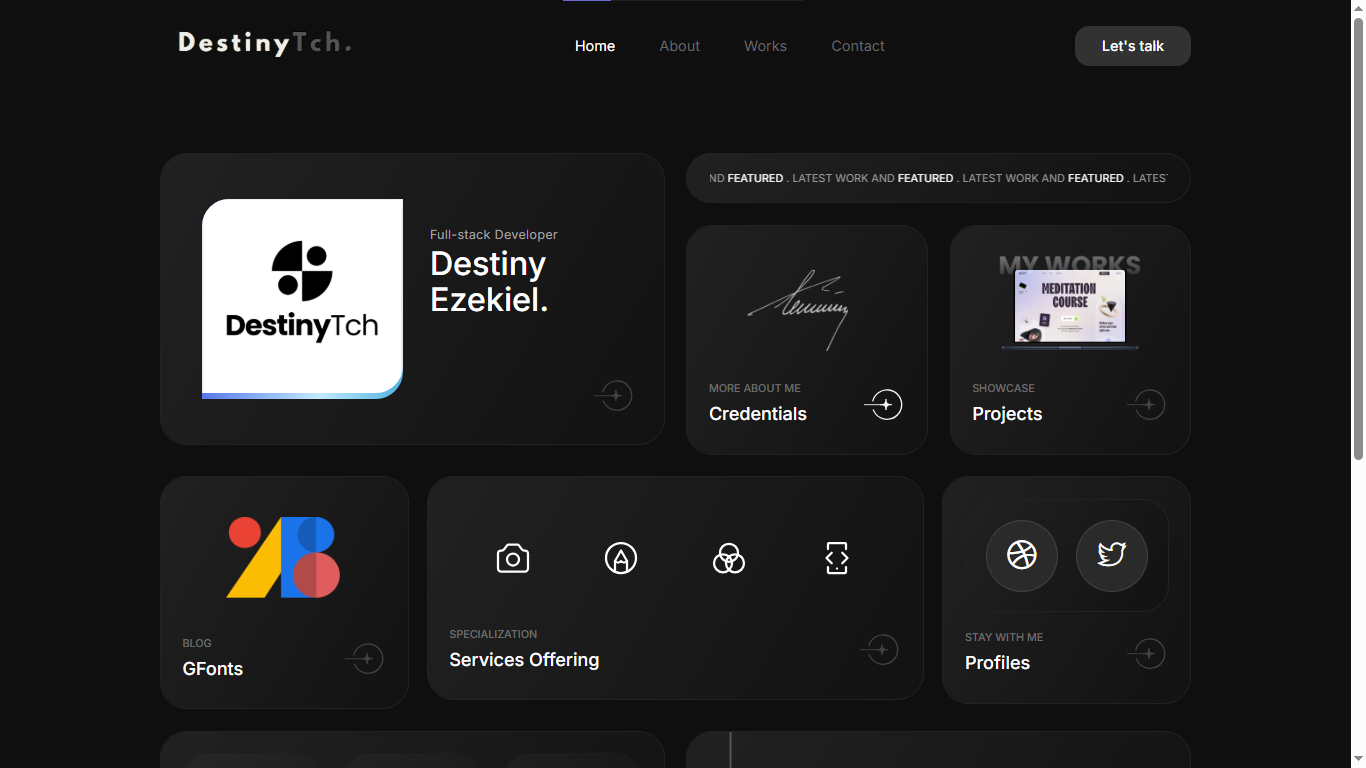 DestinyTch.
Home
About
Works
Contact
Let's talk
DestinyTch
Full-stack Developer
Destiny
Ezekiel.
ND FEATURED . LATEST WORK AND FEATURED . LATEST WORK AND FEATURED . LATEST
MORE ABOUT ME
Credentials
MY WORKS
MEDITATION
COURSE
SHOWCASE
Projects
BLOG
GFonts
SPECIALIZATION
Services Offering
STAY WITH ME
Profiles